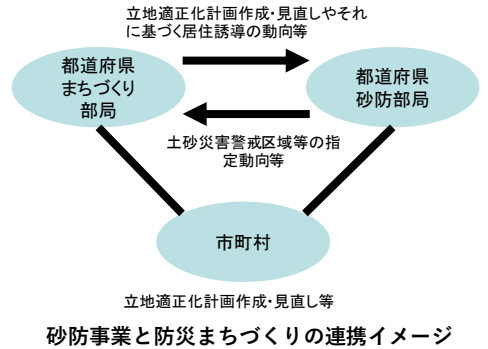 立地適正化計画作成・見直しやそれ
に基づく居住誘導の動向等
都道府県
まちづくり
部局
都道府県
砂防部局
土砂災害警戒区域等の指
定動向等
市町村
立地適正化計画作成・見直し等
砂防事業と防災まちづくりの連携イメージ